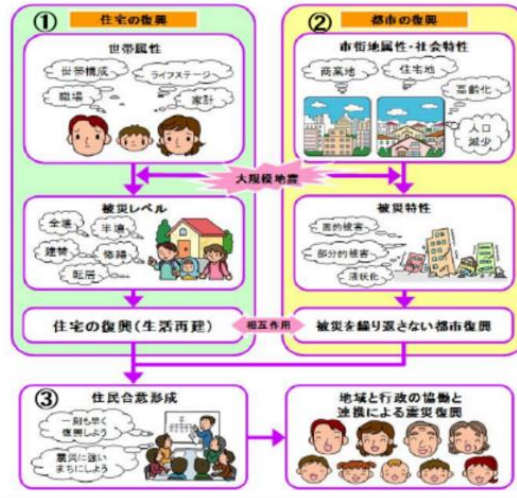 ① 住宅の復興
世帯属性
世帯構成
ライフステージ
職場
家計
② 都市の復興
市街地属性・社会特性
商業地
住宅地
高齢化
人口
減少
大規模地震
被災レベル
全壊
半壊
建替
修繕
転居
被災特性
面的被害
部分的被害
液状化
住宅の復興(生活再建)
相互作用
被災を繰り返さない都市復興
③ 住民合意形成
一刻も早く
復興しよう
震災に強い
まちにしよう
地域と行政の協働と
連携による震災復興